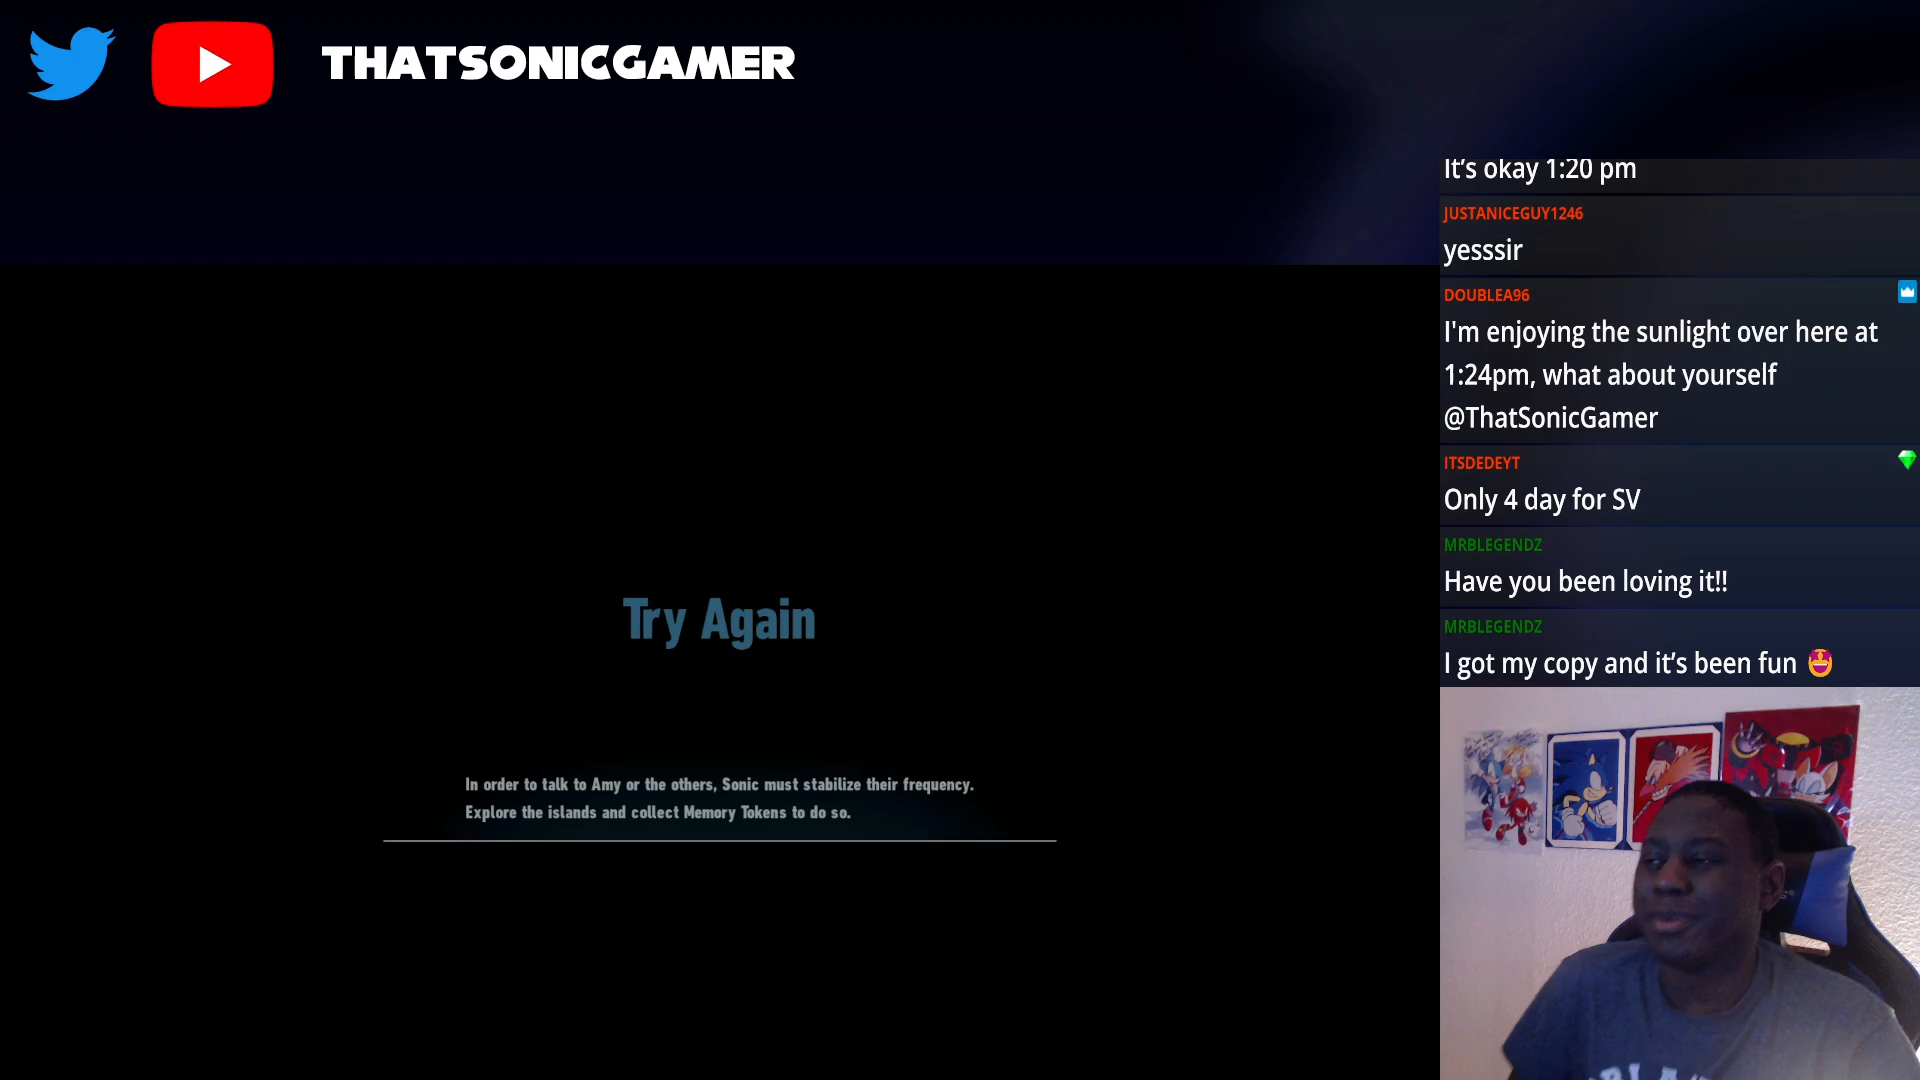 THATSONICGAMER
It's okay 1:20 pm
JUSTANICEGUY1246
yesssir
DOUBLEA96
I'm enjoying the sunlight over here at
1:24pm, what about yourself
@ThatSonicGamer
ITSDEDEYT
Only 4 day for SV
MRBLEGENDZ
Have you been loving it!!
MRBLEGENDZ
I got my copy and it's been fun 🤩
Try Again
In order to talk to Amy or the others, Sonic must stabilize their frequency.
Explore the islands and collect Memory Tokens to do so.